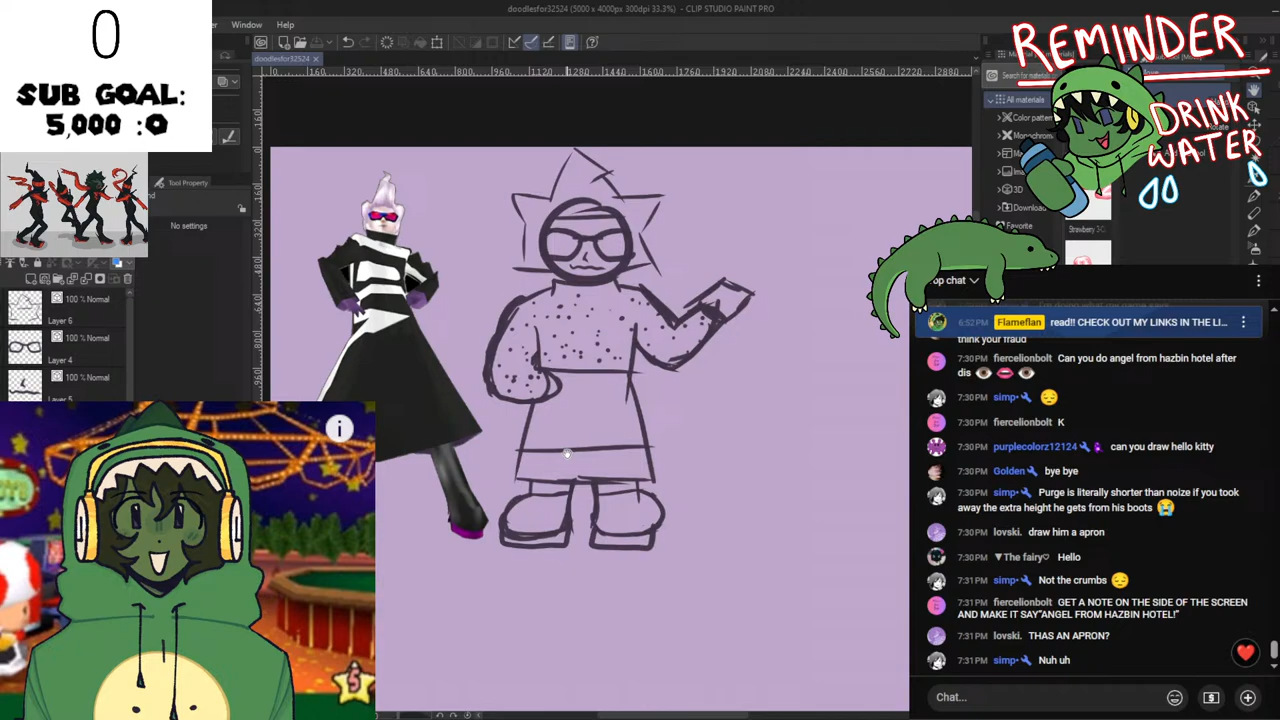 0
SUB GOAL:
5,000 :O
doodlesfor32524 (5000 x 4000px 300dpi 33.3%) - CLIP STUDIO PAINT PRO
Window Help
doodlesfor32524
Tool Property
No settings
100 % Normal
Layer 6
100 % Normal
Layer 4
100 % Normal
Layer 5
Search for materials
All materials
Color pattern
Monochrom
3D
Download
Favorite
REMINDER
DRINK
WATER
op chat
6:52PM Flameflan read!! CHECK OUT MY LINKS IN THE LI...
think your fraud
7:30PM fiercelionbolt Can you do angel from hazbin hotel after
dis 👁️👄👁️
7:30PM simp 😔
7:30PM fiercelionbolt K
7:30PM purplecolorz12124 can you draw hello kitty
7:30PM Golden bye bye
7:30PM simp Purge is literally shorter than noize if you took
away the extra height he gets from his boots 😭
7:30PM lovski. draw him a apron
7:30PM ▼The fairy♡ Hello
7:31PM simp Not the crumbs 😔
7:31PM fiercelionbolt GET A NOTE ON THE SIDE OF THE SCREEN
AND MAKE IT SAY"ANGEL FROM HAZBIN HOTEL!"
7:31PM lovski. THAS AN APRON?
7:31PM simp Nuh uh
Chat...